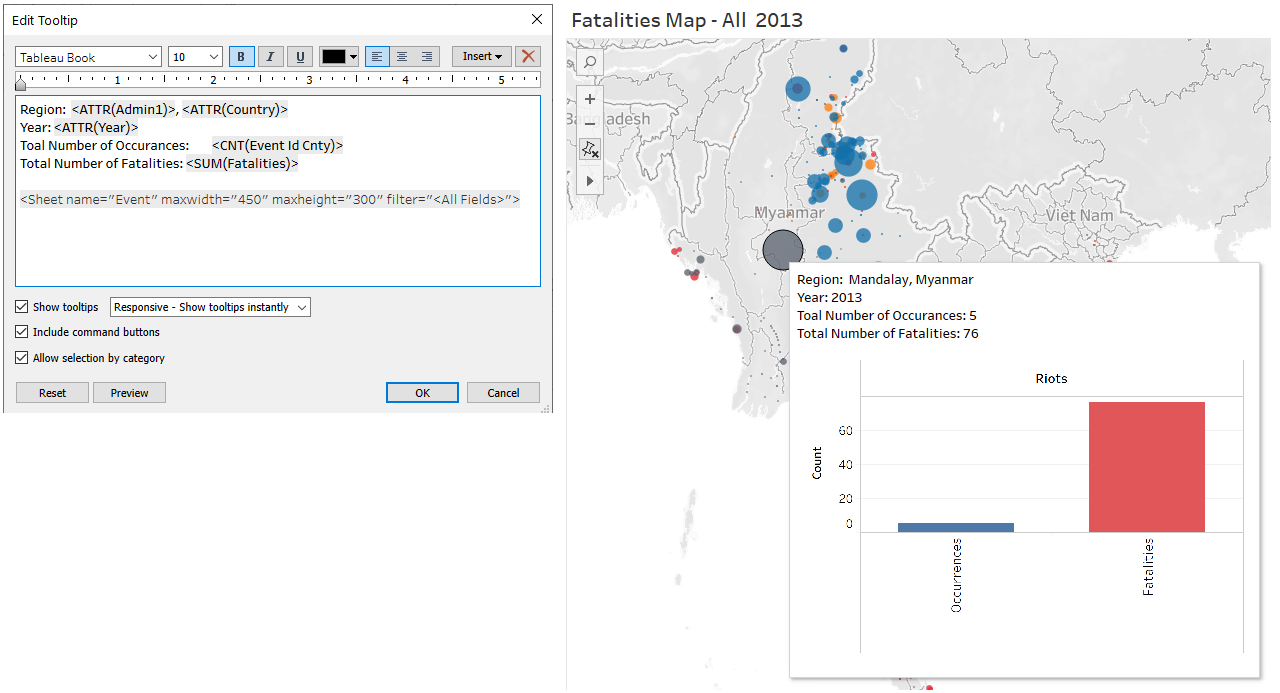 Edit Tooltip
Tableau Book 10 B I U Insert
1 2 3 4 5
Region: <ATTR(Admin1)>, <ATTR(Country)>
Year: <ATTR(Year)>
Toal Number of Occurances: <CNT(Event Id Cnty)>
Total Number of Fatalities: <SUM(Fatalities)>
<Sheet name="Event" maxwidth="450" maxheight="300" filter="<All Fields>">
Show tooltips Responsive - Show tooltips instantly
Include command buttons
Allow selection by category
Reset Preview OK Cancel
Fatalities Map - All 2013
Bangladesh
Myanmar
Viet Nam
Region: Mandalay, Myanmar
Year: 2013
Toal Number of Occurances: 5
Total Number of Fatalities: 76
Riots
Count
60
40
20
0
Occurrences
Fatalities